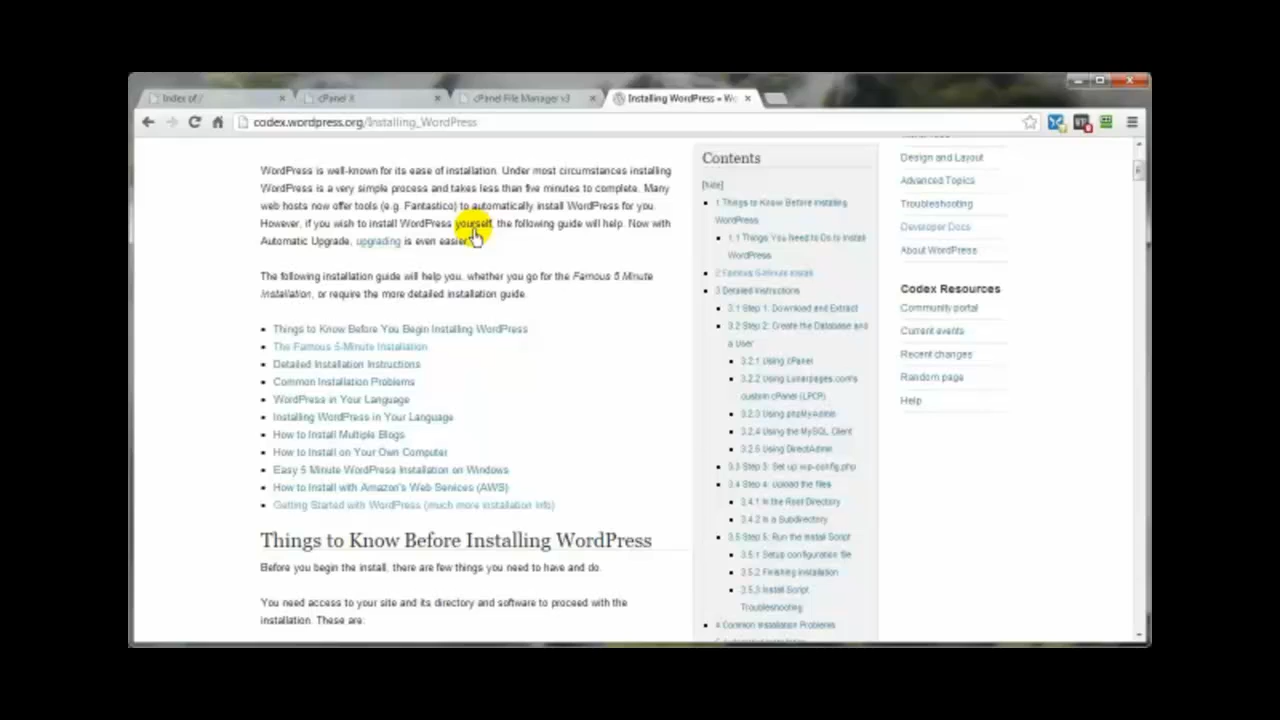 Index of /
cPanel X
cPanel File Manager v3
Installing WordPress « Wo
codex.wordpress.org/Installing_WordPress
WordPress is well-known for its ease of installation. Under most circumstances installing
WordPress is a very simple process and takes less than five minutes to complete. Many
web hosts now offer tools (e.g. Fantastico) to automatically install WordPress for you.
However, if you wish to install WordPress yourself, the following guide will help. Now with
Automatic Upgrade, upgrading is even easier.
The following installation guide will help you, whether you go for the Famous 5 Minute
Installation, or require the more detailed installation guide.
Things to Know Before You Begin Installing WordPress
The Famous 5-Minute Installation
Detailed Installation Instructions
Common Installation Problems
WordPress in Your Language
Installing WordPress in Your Language
How to Install Multiple Blogs
How to Install on Your Own Computer
Easy 5 Minute WordPress Installation on Windows
How to Install with Amazon's Web Services (AWS)
Getting Started with WordPress (much more installation info)
Things to Know Before Installing WordPress
Before you begin the install, there are few things you need to have and do.
You need access to your site and its directory and software to proceed with the
installation. These are:
Contents
[hide]
1 Things to Know Before Installing
WordPress
1.1 Things You Need to Do to Install
WordPress
2 Famous 5-Minute Install
3 Detailed Instructions
3.1 Step 1: Download and Extract
3.2 Step 2: Create the Database and
a User
3.2.1 Using cPanel
3.2.2 Using Lunarpages.com's
custom cPanel (LPCP)
3.2.3 Using phpMyAdmin
3.2.4 Using the MySQL Client
3.2.5 Using DirectAdmin
3.3 Step 3: Set up wp-config.php
3.4 Step 4: Upload the files
3.4.1 In the Root Directory
3.4.2 In a Subdirectory
3.5 Step 5: Run the Install Script
3.5.1 Setup configuration file
3.5.2 Finishing installation
3.5.3 Install Script
Troubleshooting
4 Common Installation Problems
Design and Layout
Advanced Topics
Troubleshooting
Developer Docs
About WordPress
Codex Resources
Community portal
Current events
Recent changes
Random page
Help